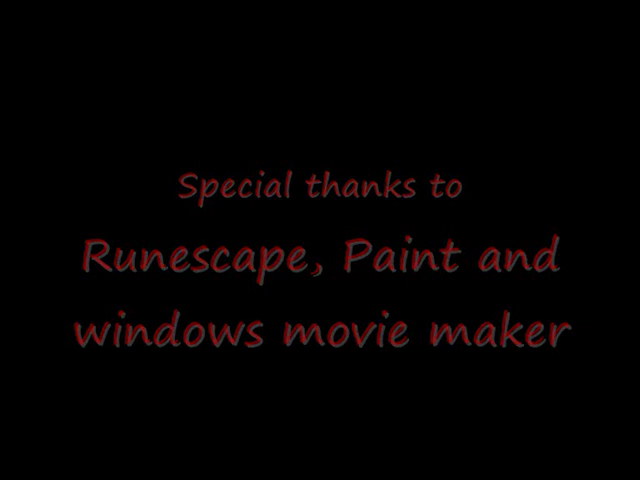 Special thanks to
Runescape, Paint and
windows movie maker